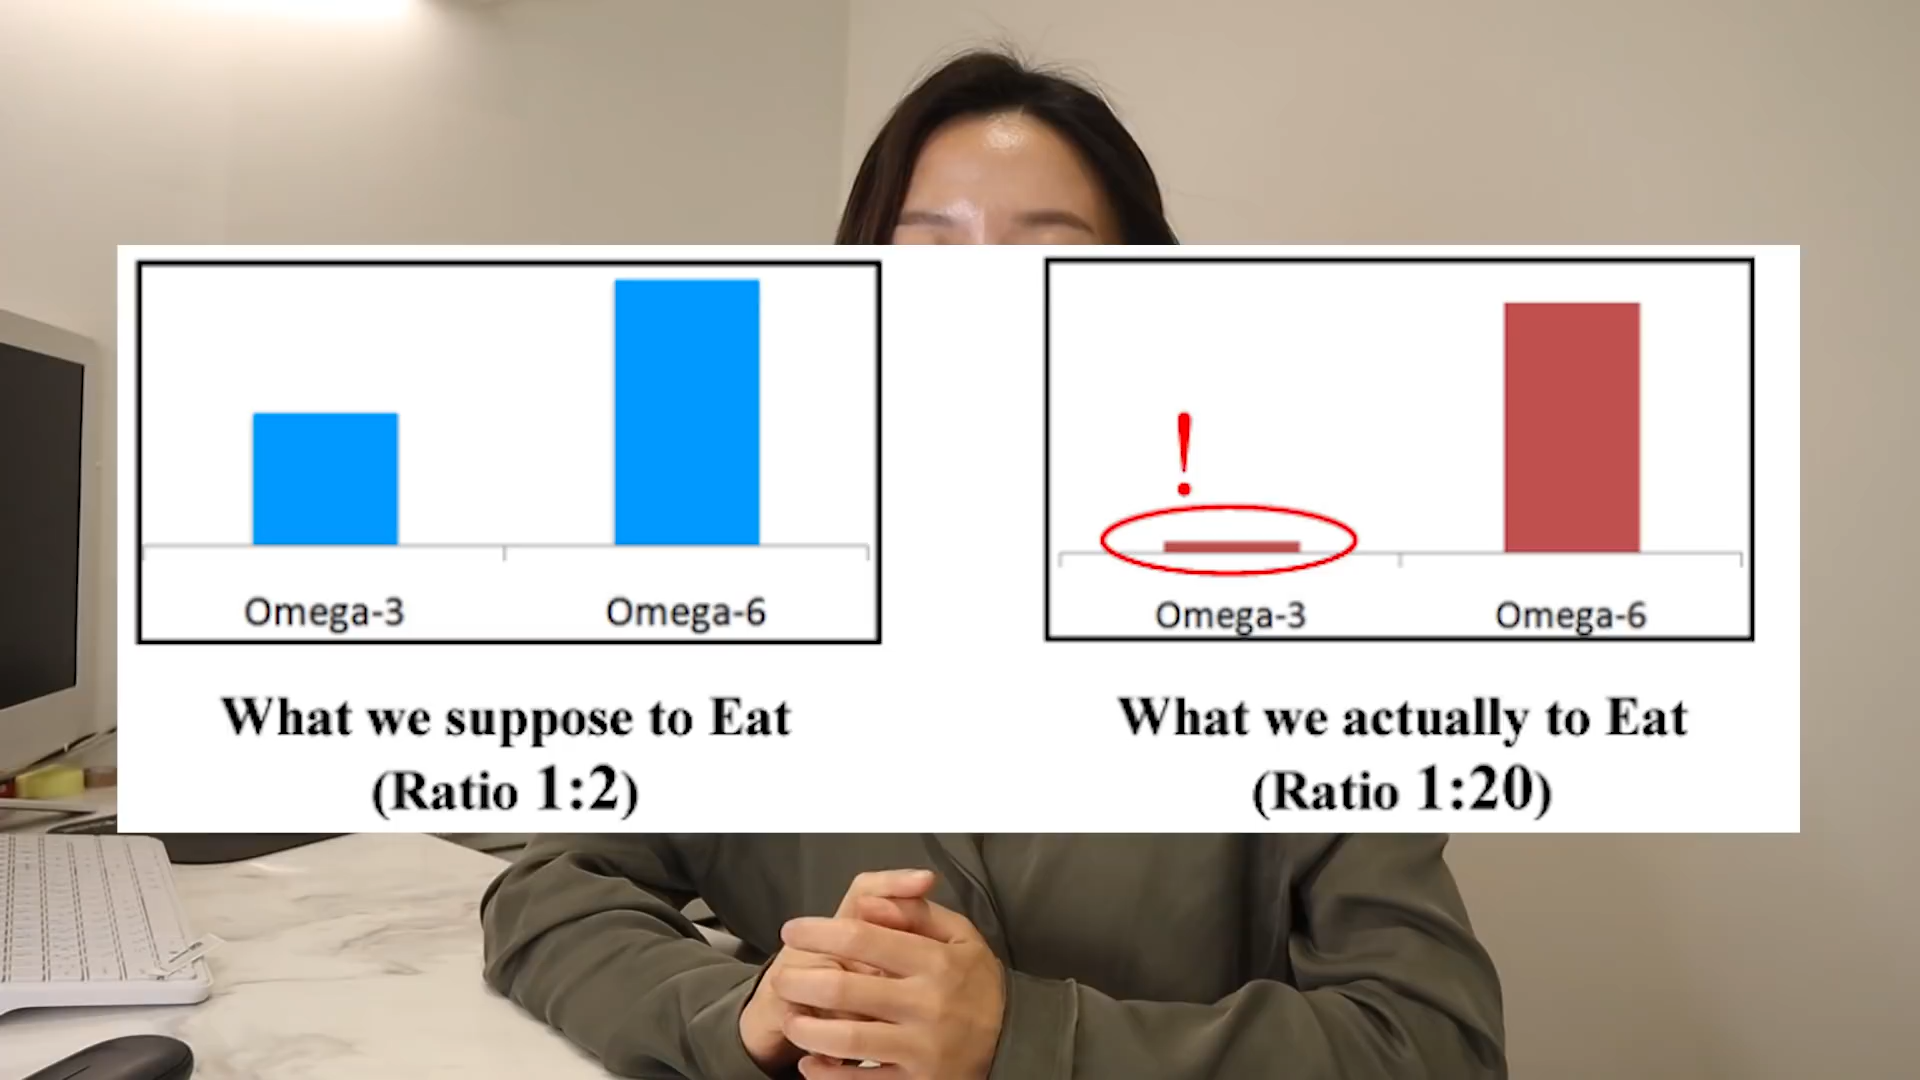 Omega-3
Omega-6
What we suppose to Eat
(Ratio 1:2)
!
Omega-3
Omega-6
What we actually to Eat
(Ratio 1:20)